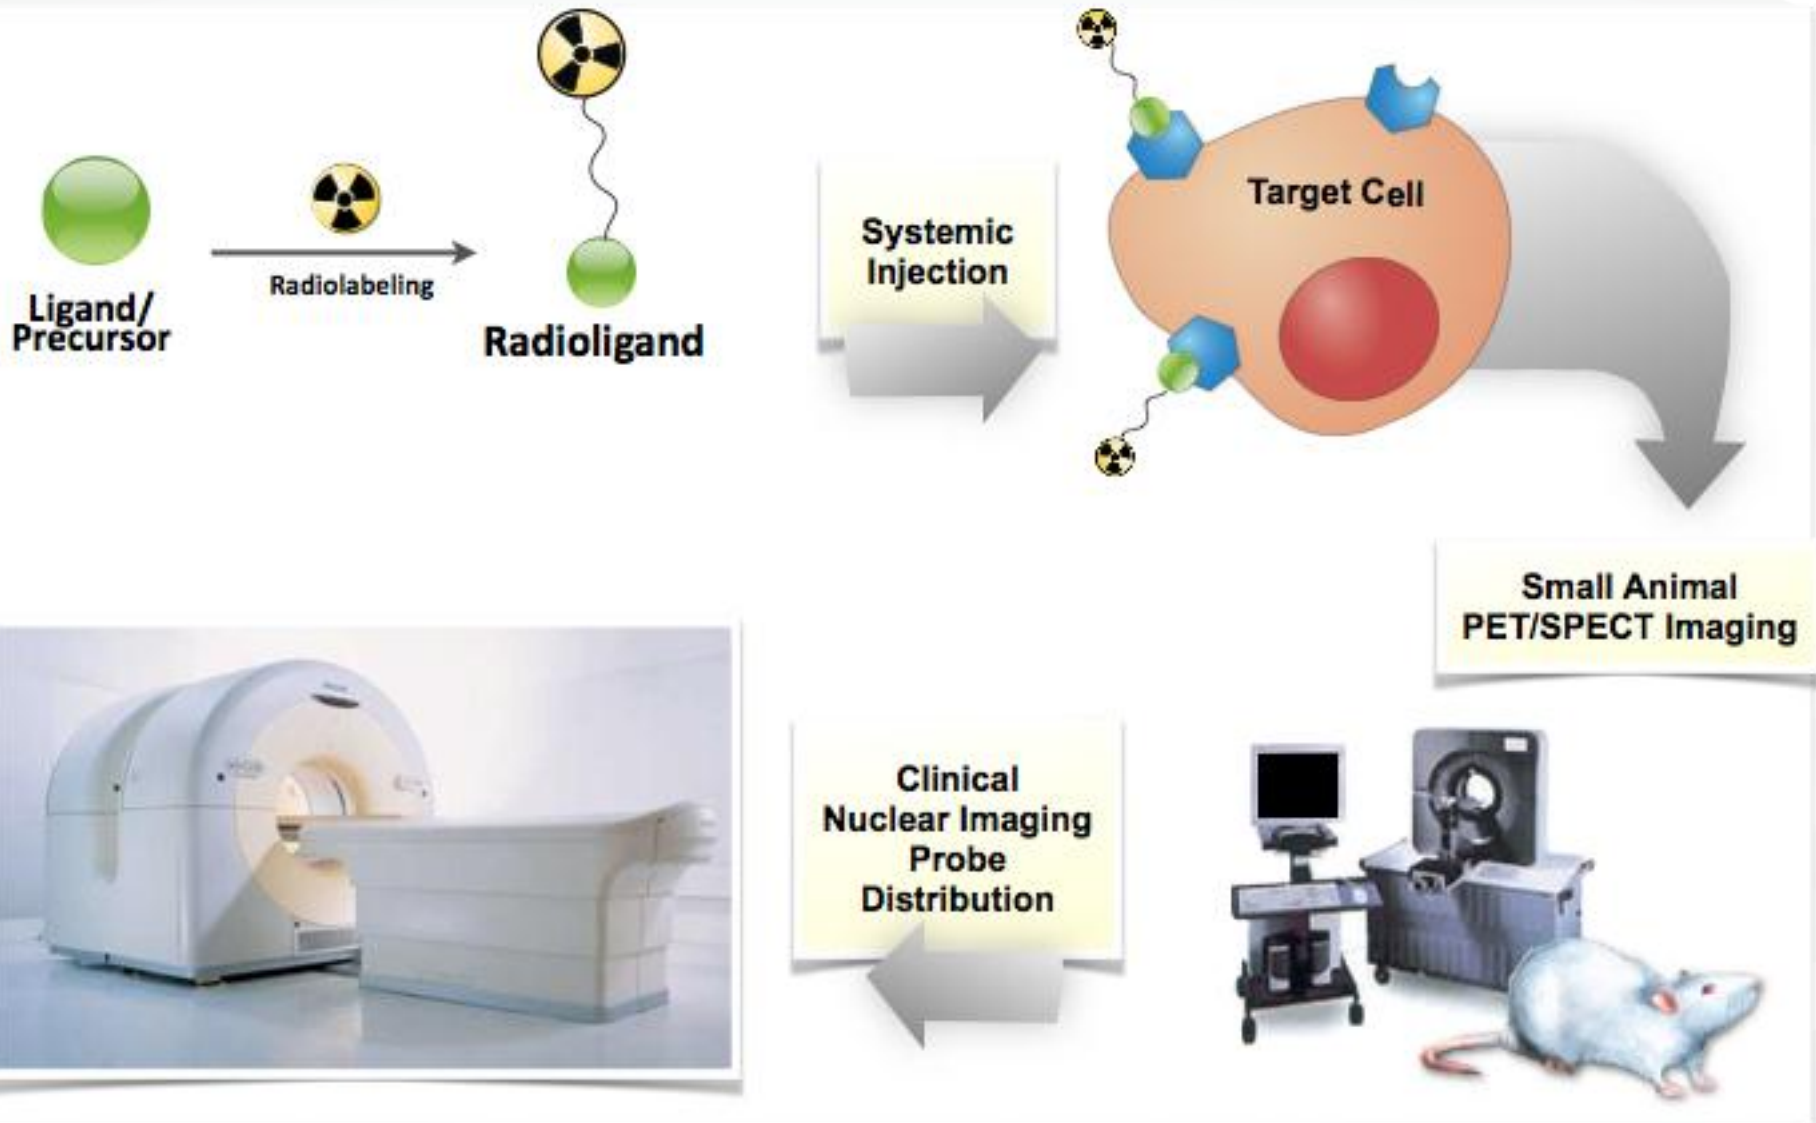 Ligand/
Precursor
Radiolabeling
Radioligand
Systemic
Injection
Target Cell
Small Animal
PET/SPECT Imaging
Clinical
Nuclear Imaging
Probe
Distribution